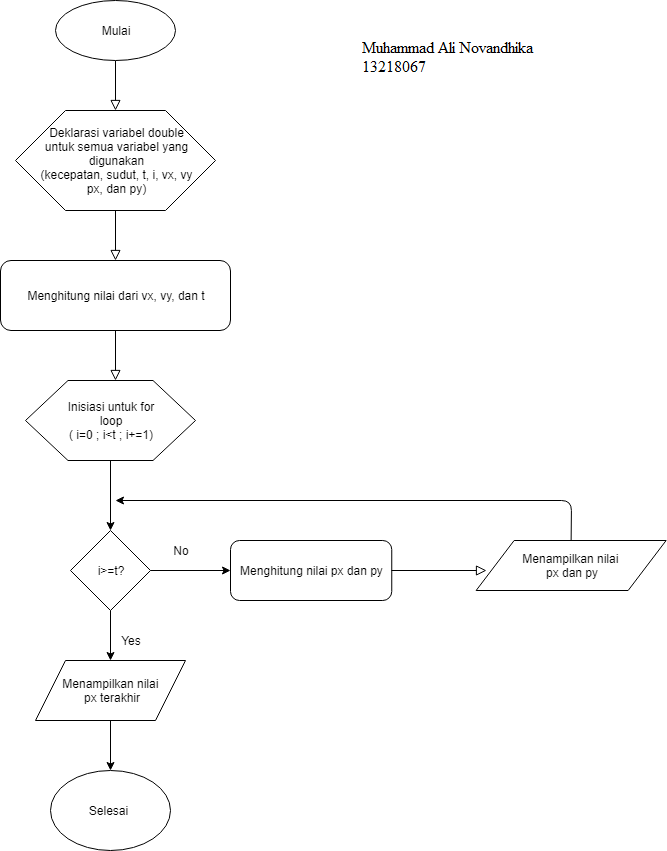 Mulai
Muhammad Ali Novandhika
13218067
Deklarasi variabel double
untuk semua variabel yang
digunakan
(kecepatan, sudut, t, i, vx, vy
px, dan py)
Menghitung nilai dari vx, vy, dan t
Inisiasi untuk for
loop
( i=0 ; i<t ; i+=1)
i>=t?
No
Menghitung nilai px dan py
Menampilkan nilai
px dan py
Yes
Menampilkan nilai
px terakhir
Selesai